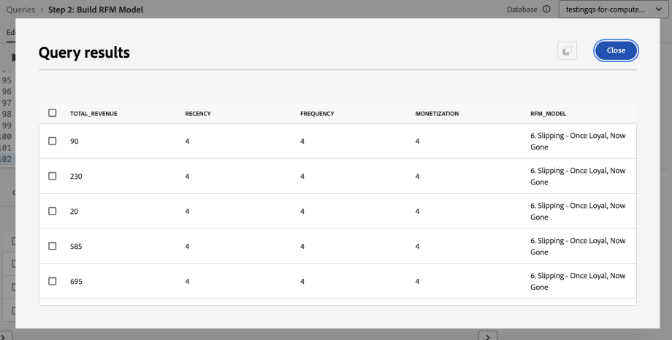 Queries › Step 2: Build RFM Model
Database
testingqs-for-compute...
Query results
Close
95
96
97
98
99
100
101
102
TOTAL_REVENUE RECENCY FREQUENCY MONETIZATION RFM_MODEL
90 4 4 4 6. Slipping - Once Loyal, Now
Gone
230 4 4 4 6. Slipping - Once Loyal, Now
Gone
20 4 4 4 6. Slipping - Once Loyal, Now
Gone
585 4 4 4 6. Slipping - Once Loyal, Now
Gone
695 4 4 4 6. Slipping - Once Loyal, Now
Gone